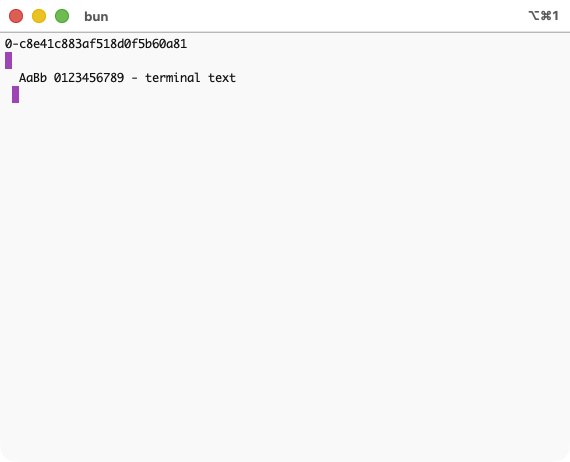 bun ⌥⌘1
0-c8e41c883af518d0f5b60a81
AaBb 0123456789 - terminal text